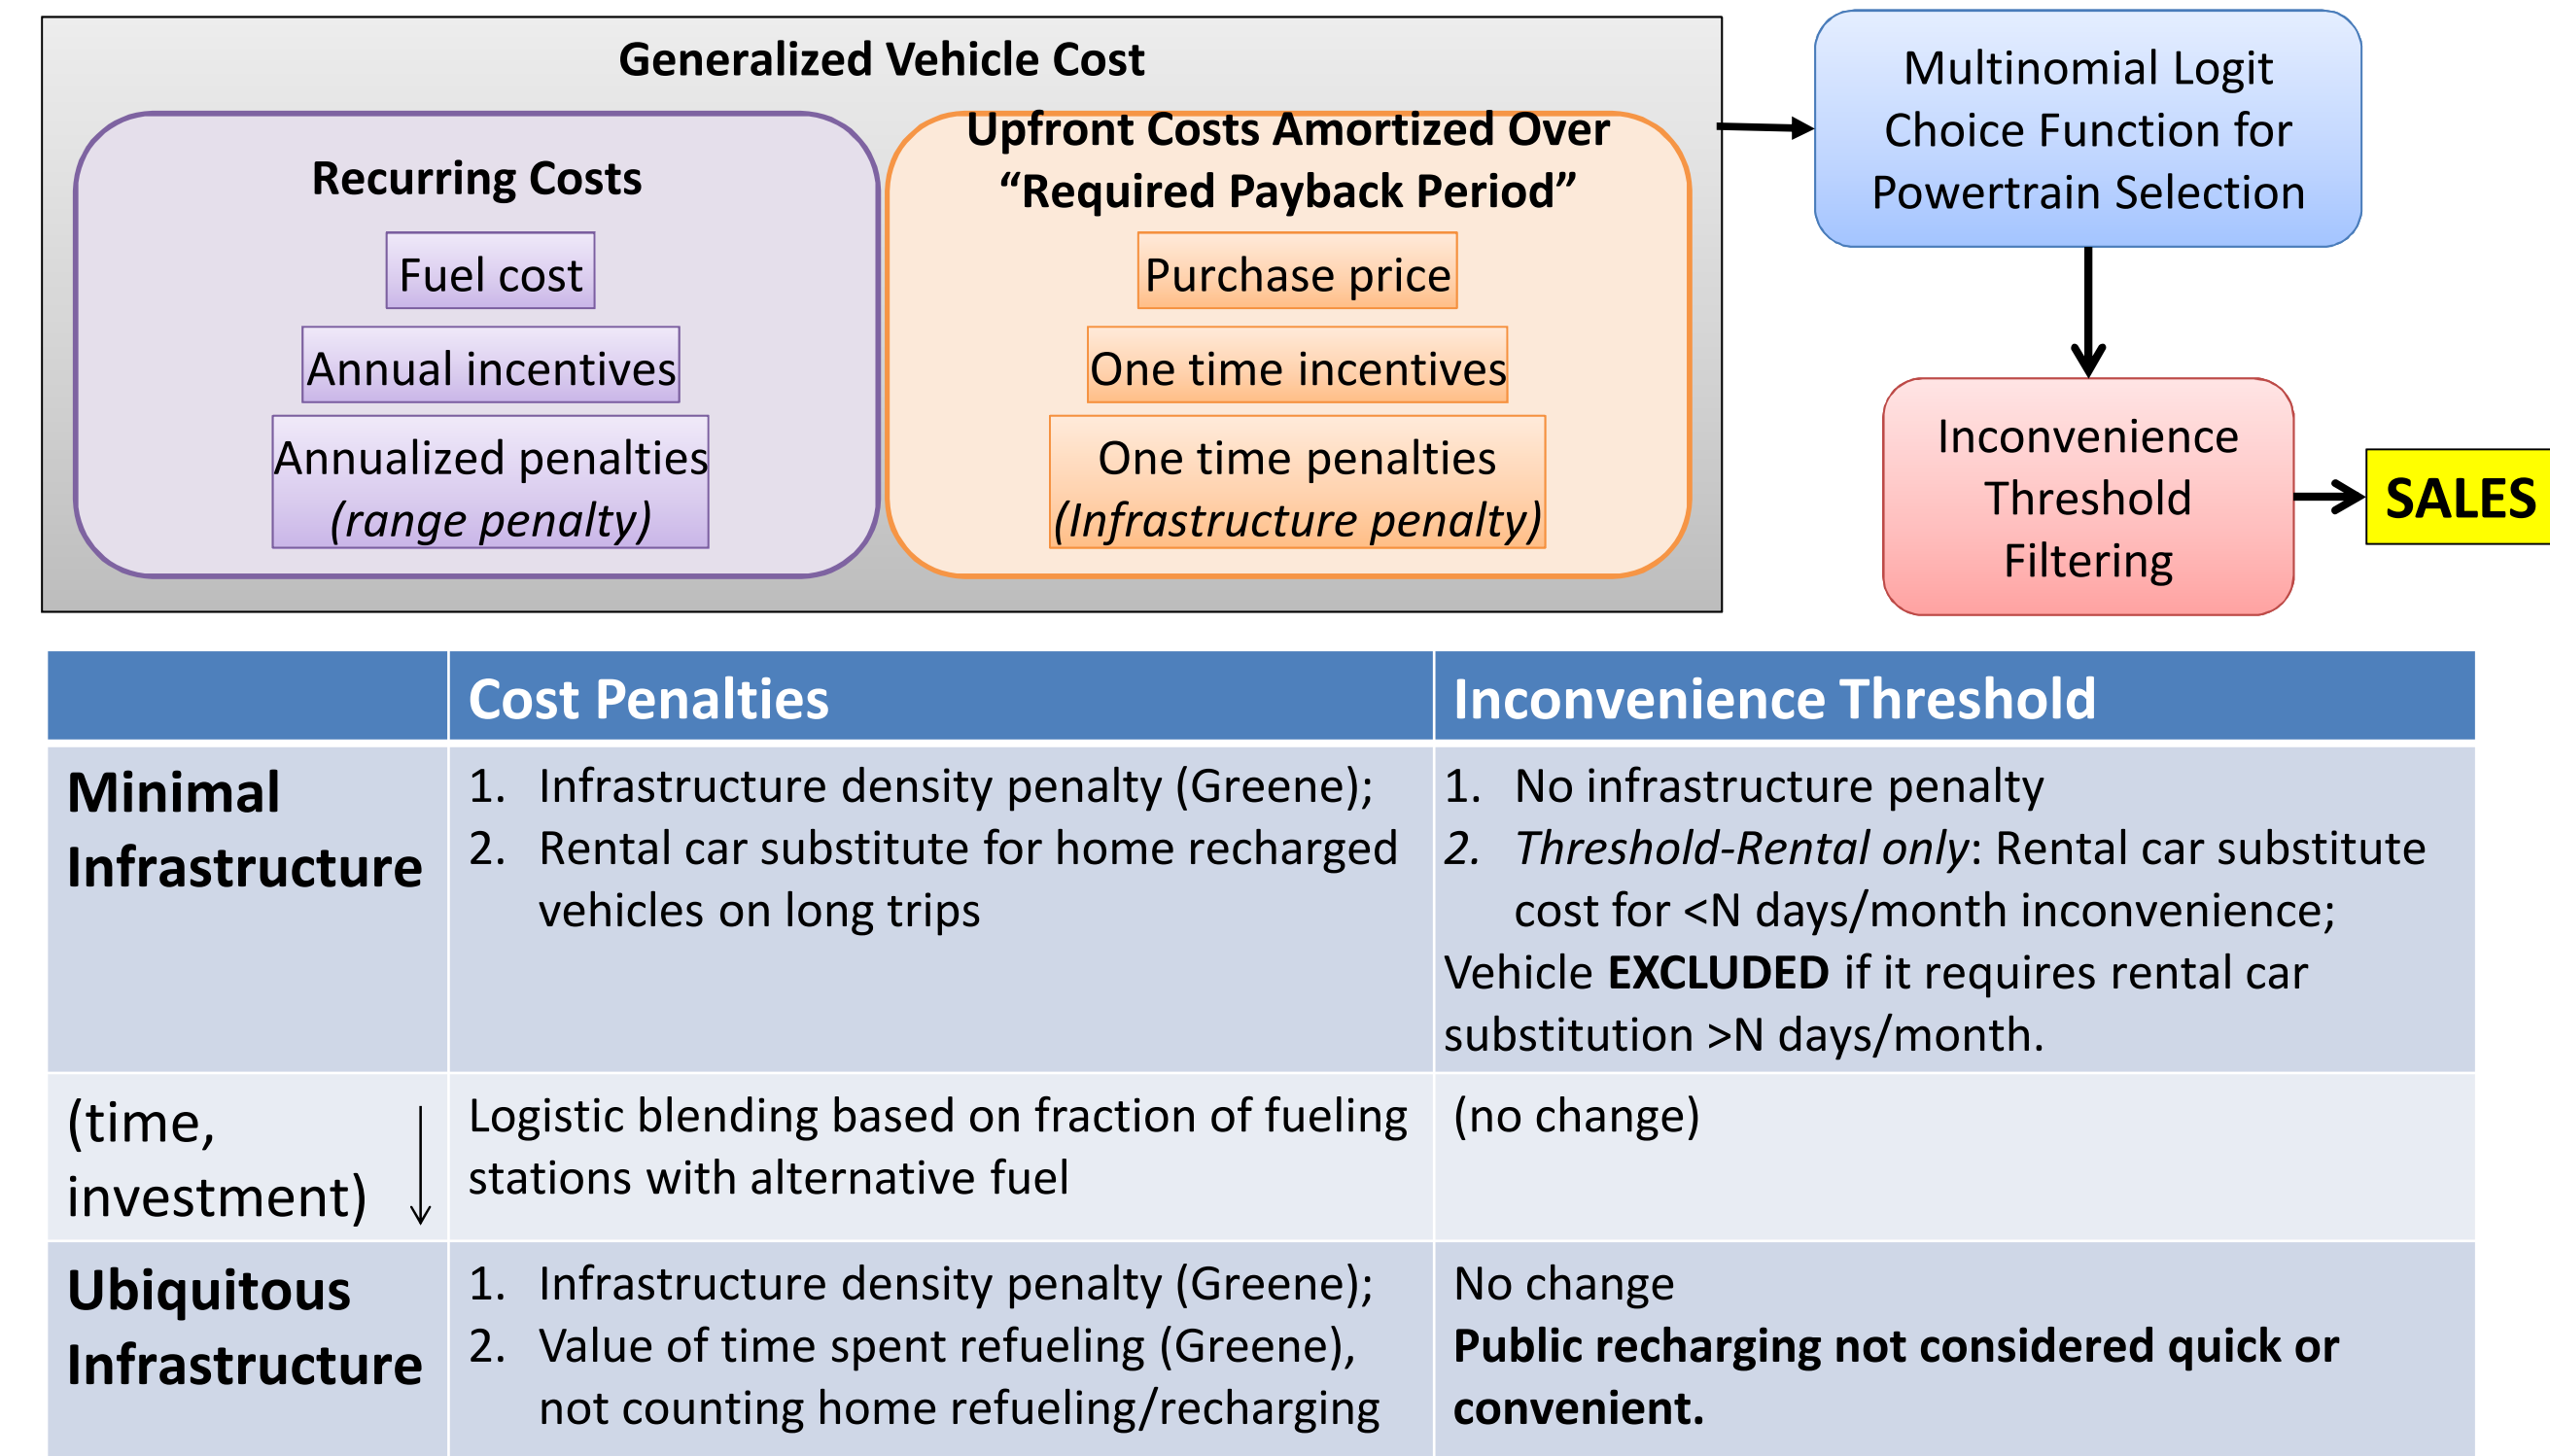 Generalized Vehicle Cost
Recurring Costs
Fuel cost
Annual incentives
Annualized penalties
(range penalty)
Upfront Costs Amortized Over
“Required Payback Period”
Purchase price
One time incentives
One time penalties
(Infrastructure penalty)
Multinomial Logit
Choice Function for
Powertrain Selection
Inconvenience
Threshold
Filtering
SALES
Cost Penalties
Inconvenience Threshold
Minimal
Infrastructure
1. Infrastructure density penalty (Greene);
2. Rental car substitute for home recharged
vehicles on long trips
1. No infrastructure penalty
2. Threshold-Rental only: Rental car substitute
cost for <N days/month inconvenience;
Vehicle EXCLUDED if it requires rental car
substitution >N days/month.
(time,
investment)
Logistic blending based on fraction of fueling
stations with alternative fuel
(no change)
Ubiquitous
Infrastructure
1. Infrastructure density penalty (Greene);
2. Value of time spent refueling (Greene),
not counting home refueling/recharging
No change
Public recharging not considered quick or
convenient.